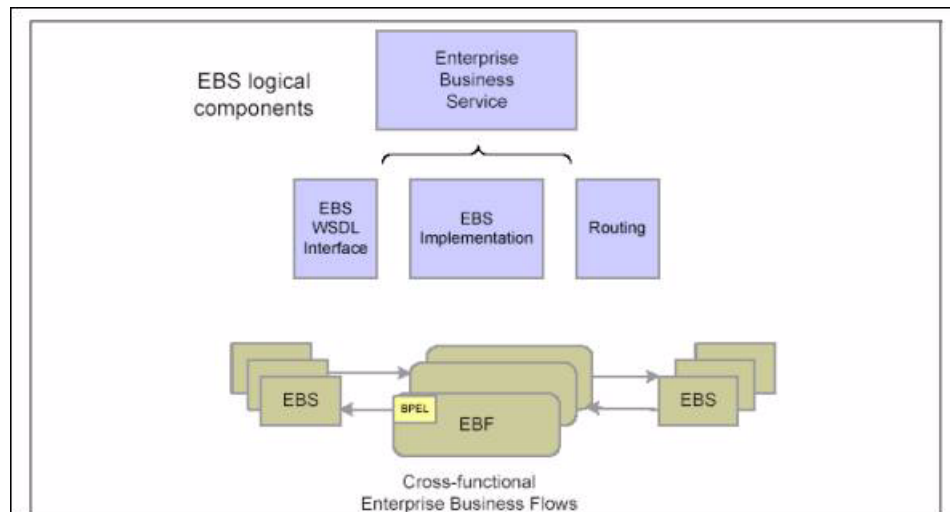 EBS logical
components
Enterprise
Business
Service
EBS
WSDL
Interface
EBS
Implementation
Routing
EBS
BPEL
EBF
EBS
Cross-functional
Enterprise Business Flows